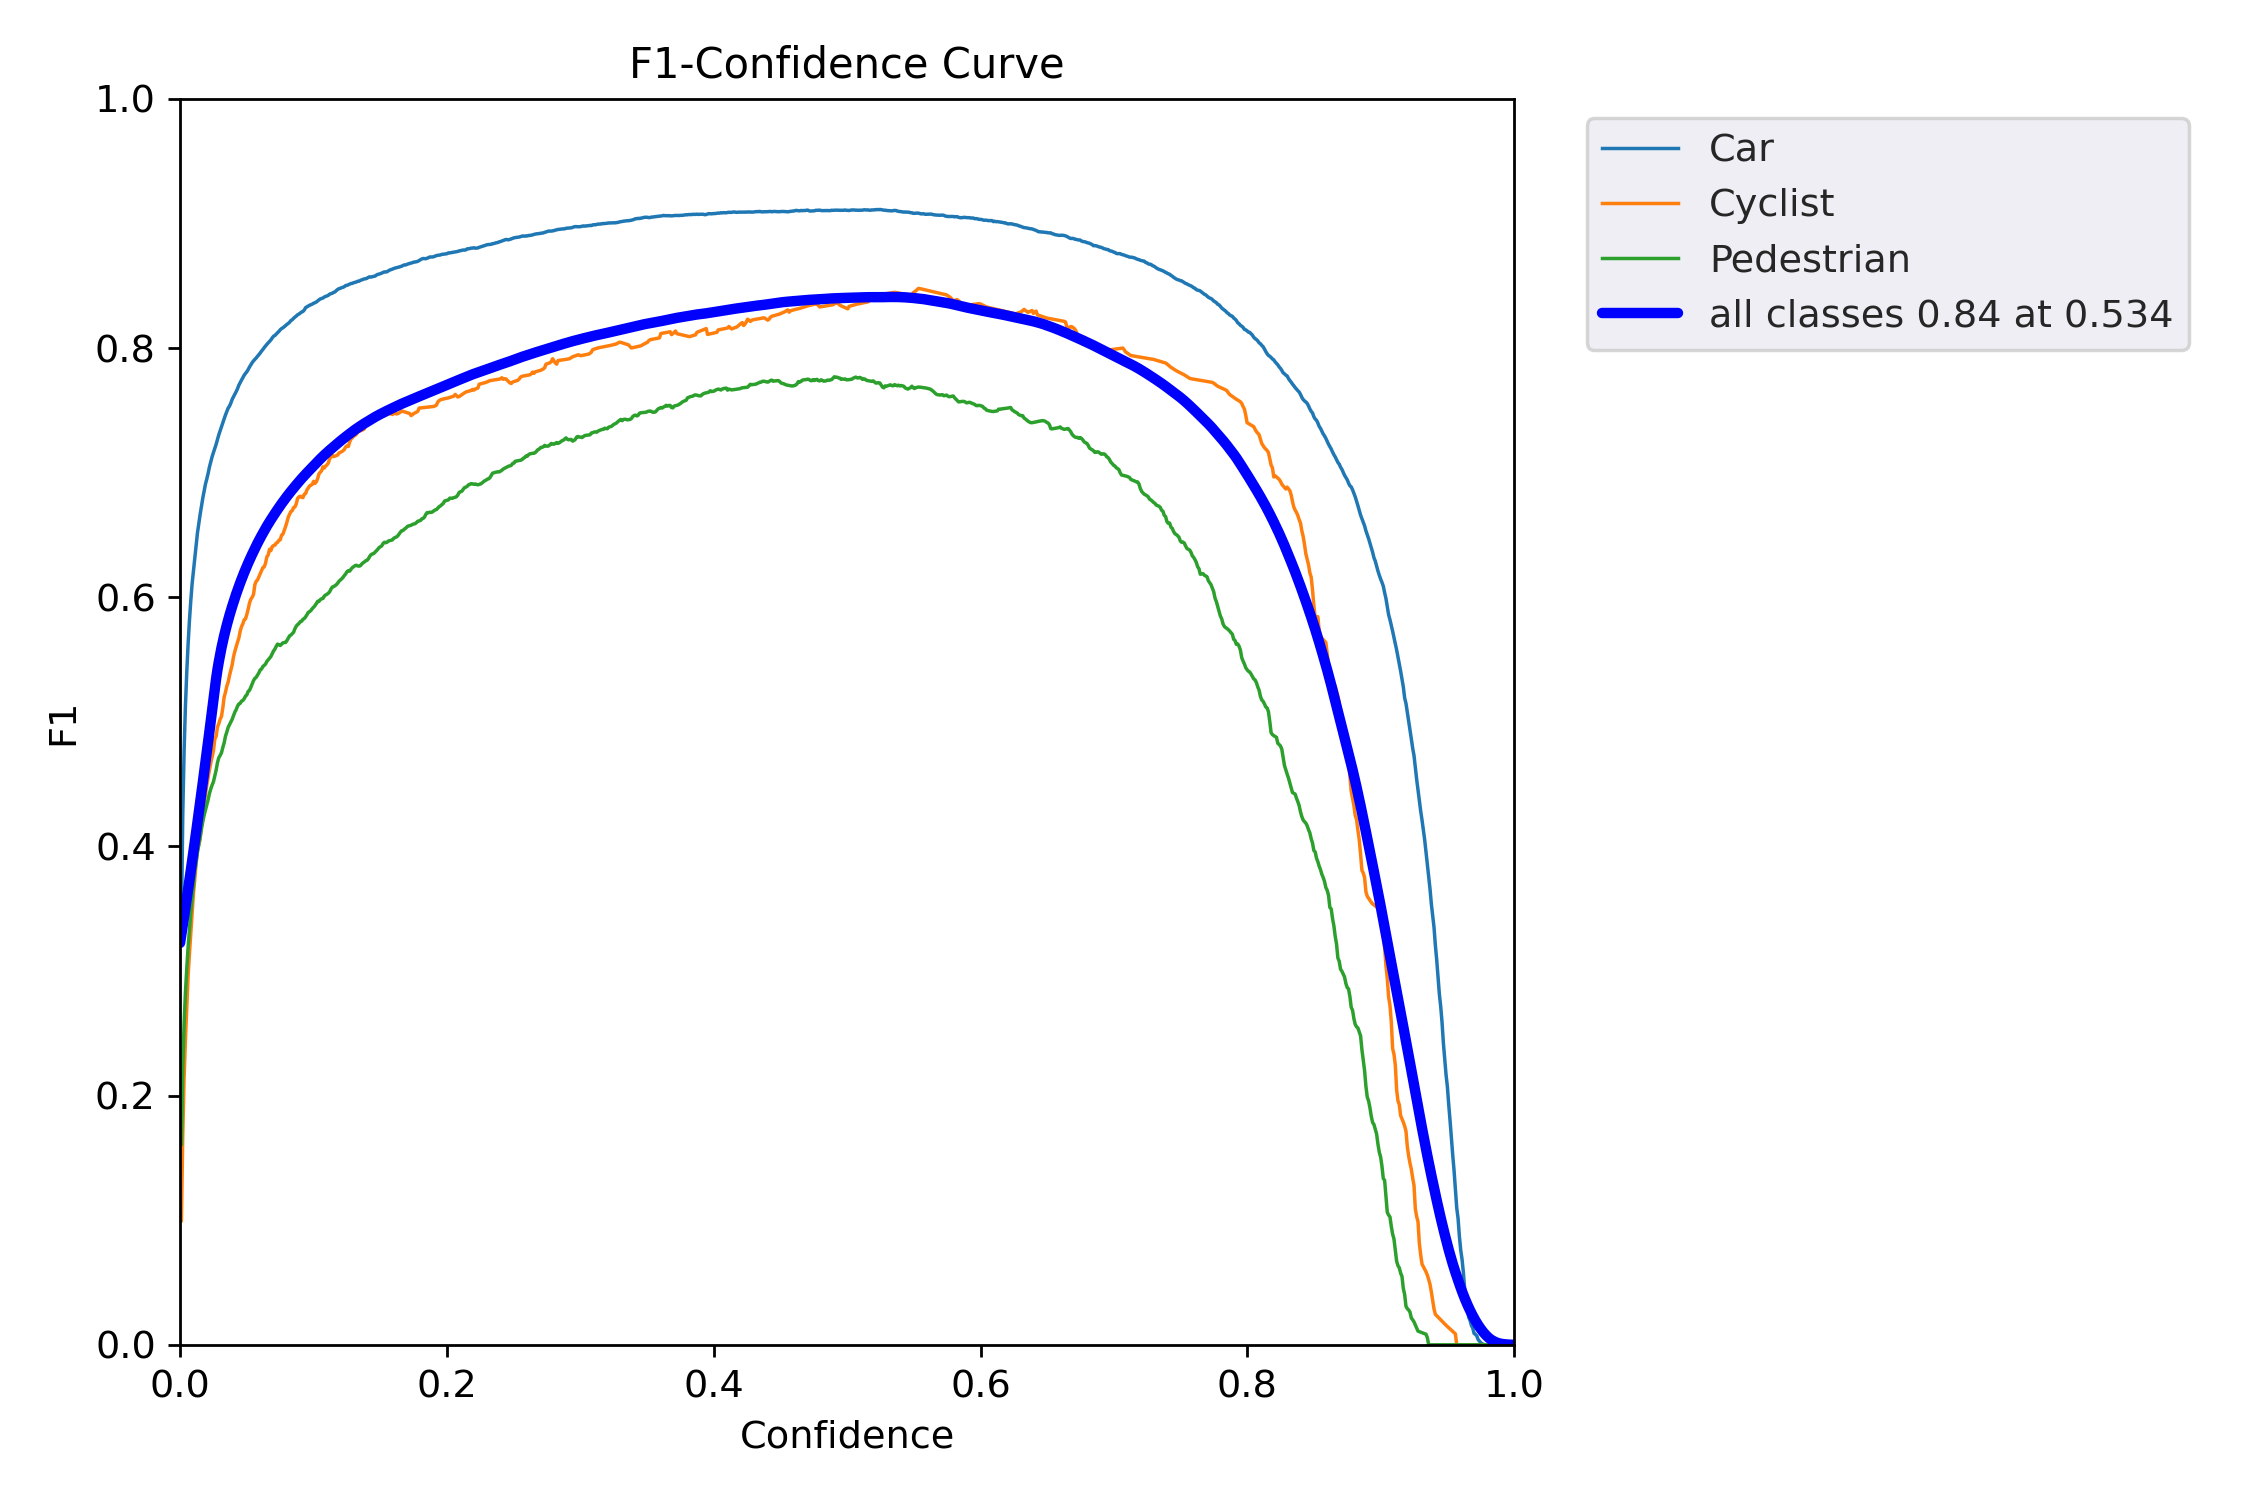 F1-Confidence Curve
1.0
0.8
0.6
0.4
0.2
0.0
F1
0.0 0.2 0.4 0.6 0.8 1.0
Confidence
Car
Cyclist
Pedestrian
all classes 0.84 at 0.534